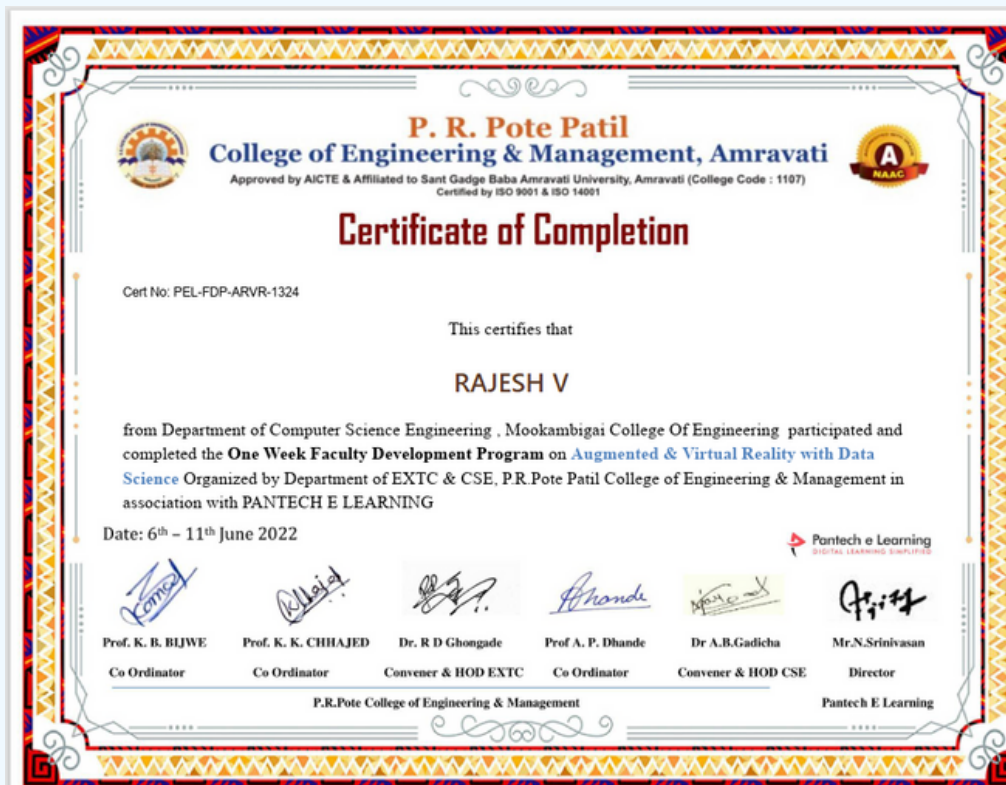 P. R. Pote Patil
College of Engineering & Management, Amravati
Approved by AICTE & Affiliated to Sant Gadge Baba Amravati University, Amravati (College Code : 1107)
Certified by ISO 9001 & ISO 14001
A
NAAC
Certificate of Completion
Cert No: PEL-FDP-ARVR-1324
This certifies that
RAJESH V
from Department of Computer Science Engineering , Mookambigai College Of Engineering participated and
completed the One Week Faculty Development Program on Augmented & Virtual Reality with Data
Science Organized by Department of EXTC & CSE, P.R.Pote Patil College of Engineering & Management in
association with PANTECH E LEARNING
Date: 6th – 11th June 2022
Pantech e Learning
DIGITAL LEARNING SIMPLIFIED
Prof. K. B. BIJWE Prof. K. K. CHHAJED Dr. R D Ghongade Prof A. P. Dhande Dr A.B.Gadicha Mr.N.Srinivasan
Co Ordinator Co Ordinator Convener & HOD EXTC Co Ordinator Convener & HOD CSE Director
P.R.Pote College of Engineering & Management Pantech E Learning